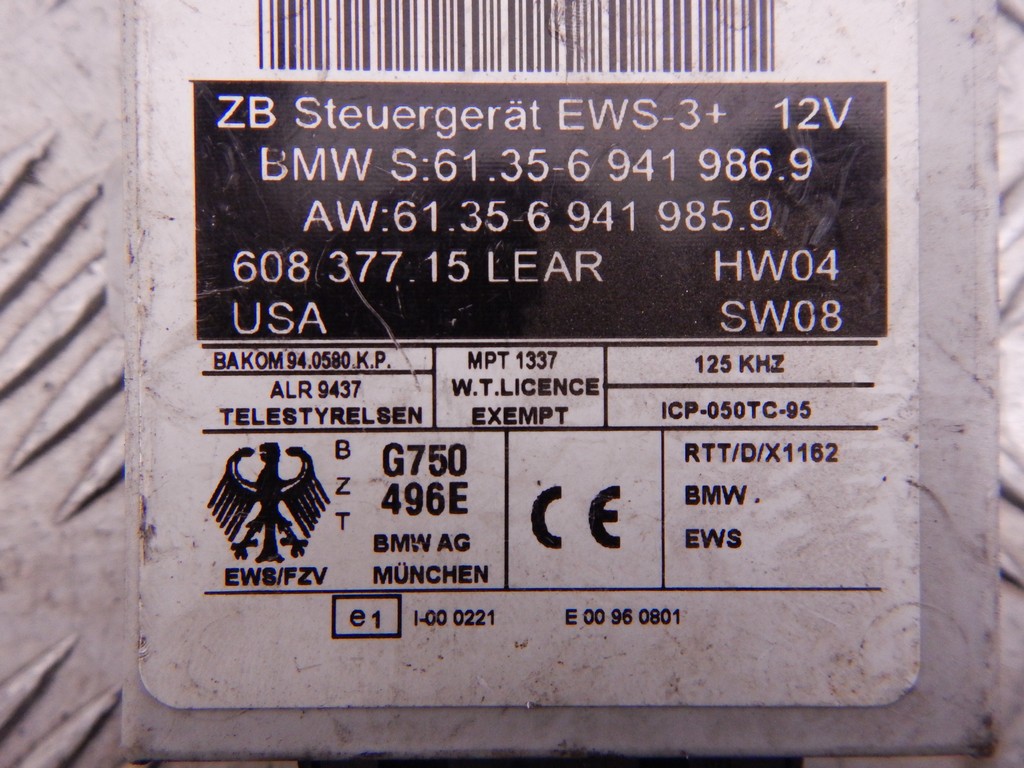 ZB Steuergerät EWS-3+ 12V
BMW S:61.35-6 941 986.9
AW:61.35-6 941 985.9
608 377 15 LEAR HW04
USA SW08
BAKOM 94.0580.K.P. MPT 1337 125 KHZ
ALR 9437 W.T.LICENCE
TELESTYRELSEN EXEMPT ICP-050TC-95
B G750 RTT/D/X1162
Z 496E CE BMW.
T BMW AG EWS
EWS/FZV MÜNCHEN
e1 I-00 0221 E 00 96 0801